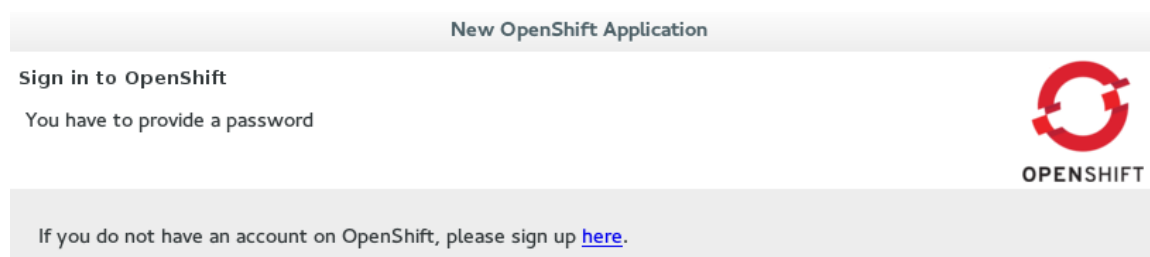 New OpenShift Application
Sign in to OpenShift
You have to provide a password
OPENSHIFT
If you do not have an account on OpenShift, please sign up here.